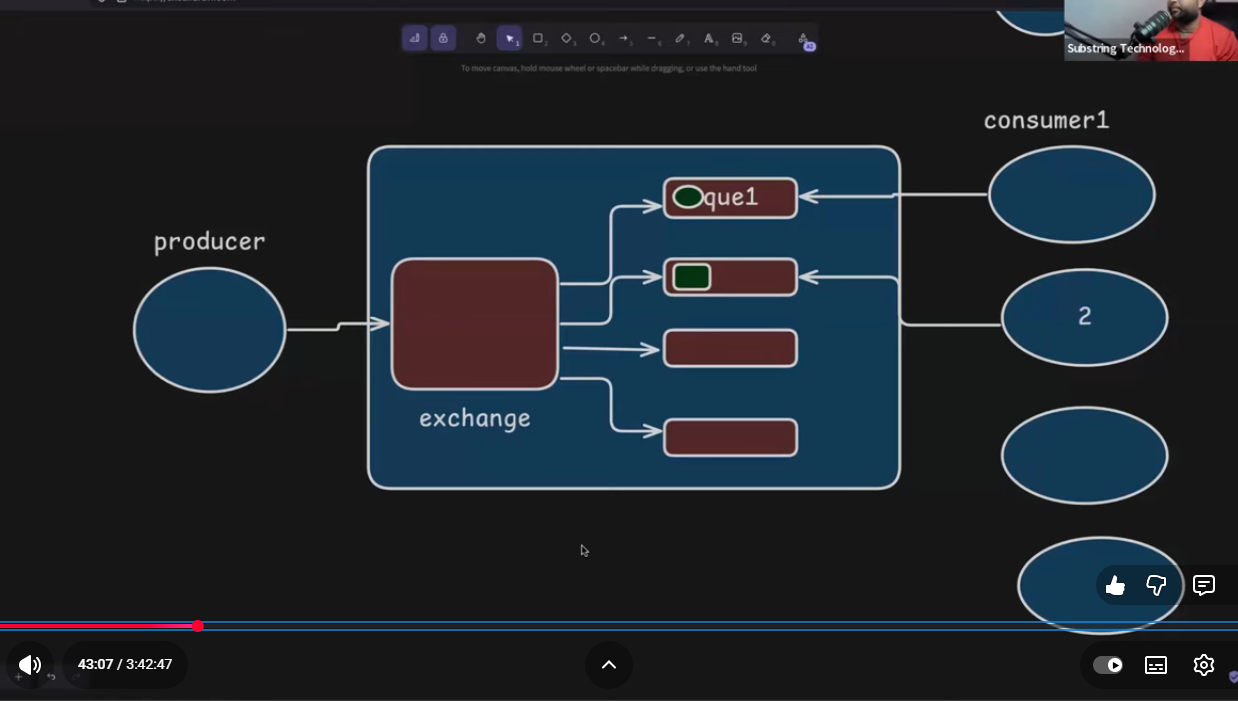 To move canvas, hold mouse wheel or spacebar while dragging, or use the hand tool
Substring Technolog...
consumer1
que1
producer
2
exchange
43:07 / 3:42:47